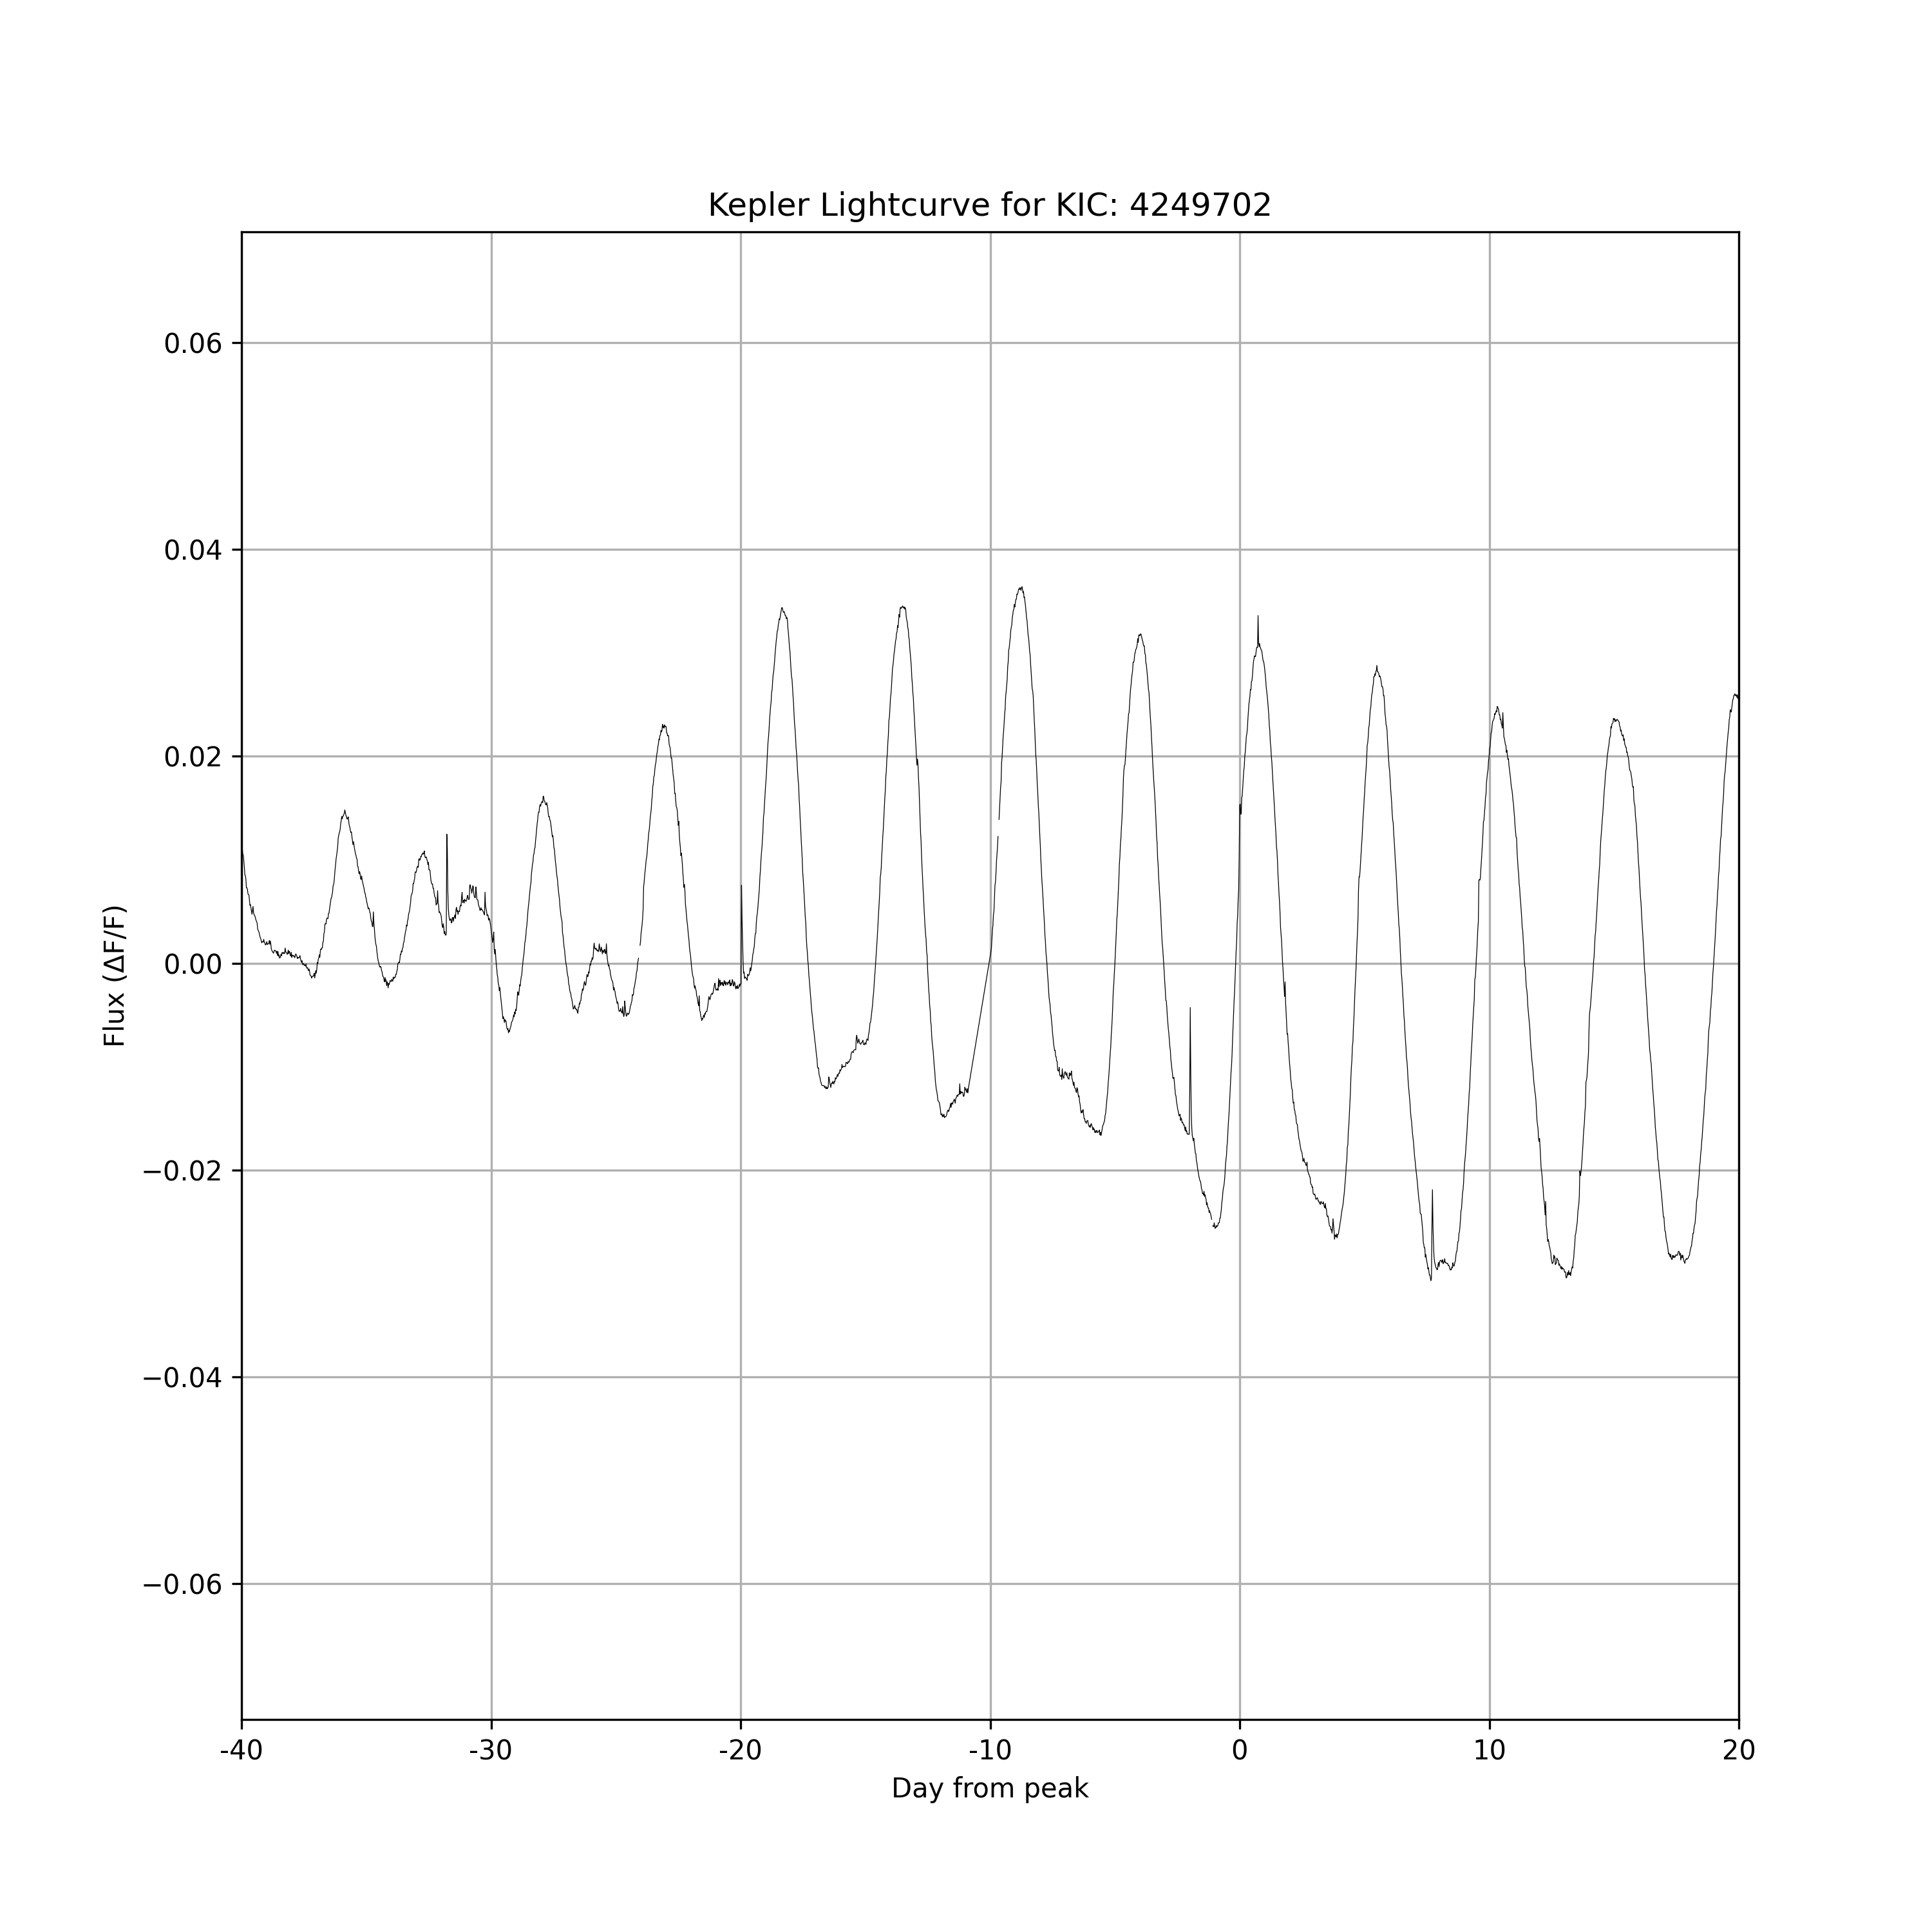 Kepler Lightcurve for KIC: 4249702
Flux (ΔF/F)
0.06
0.04
0.02
0.00
−0.02
−0.04
−0.06
-40 -30 -20 -10 0 10 20
Day from peak